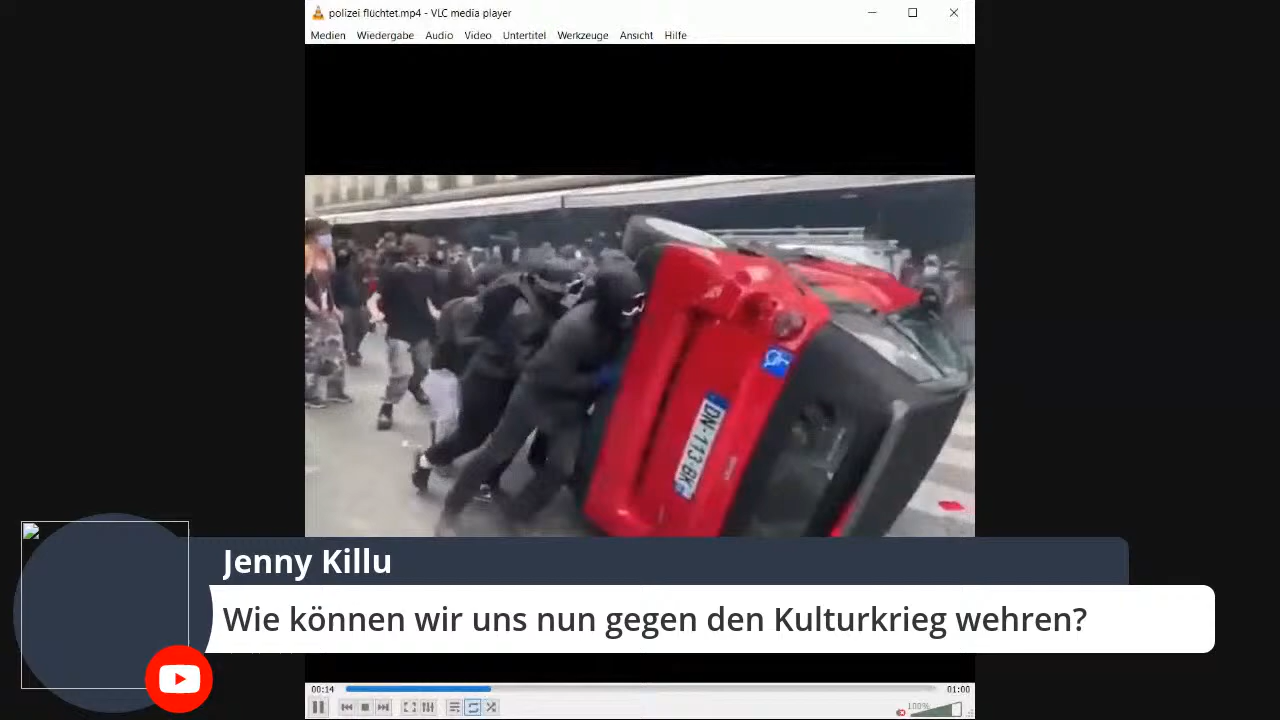 polizei flüchtet.mp4 - VLC media player
Medien Wiedergabe Audio Video Untertitel Werkzeuge Ansicht Hilfe
DN-113-BK
Jenny Killu
Wie können wir uns nun gegen den Kulturkrieg wehren?
00:14 01:00
100%